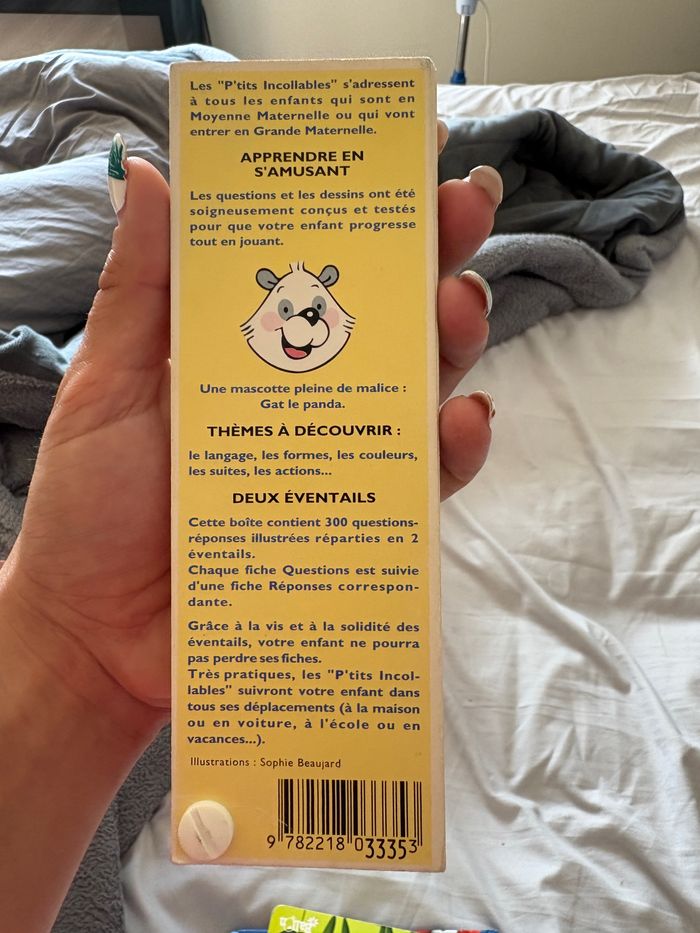 Les "P'tits Incollables" s'adressent
à tous les enfants qui sont en
Moyenne Maternelle ou qui vont
entrer en Grande Maternelle.
APPRENDRE EN
S'AMUSANT
Les questions et les dessins ont été
soigneusement conçus et testés
pour que votre enfant progresse
tout en jouant.
Une mascotte pleine de malice :
Gat le panda.
THÈMES À DÉCOUVRIR :
le langage, les formes, les couleurs,
les suites, les actions...
DEUX ÉVENTAILS
Cette boîte contient 300 questions-
réponses illustrées réparties en 2
éventails.
Chaque fiche Questions est suivie
d'une fiche Réponses correspon-
dante.
Grâce à la vis et à la solidité des
éventails, votre enfant ne pourra
pas perdre ses fiches.
Très pratiques, les "P'tits Incol-
lables" suivront votre enfant dans
tous ses déplacements (à la maison
ou en voiture, à l'école ou en
vacances...).
Illustrations : Sophie Beaujard
9 782218 033353